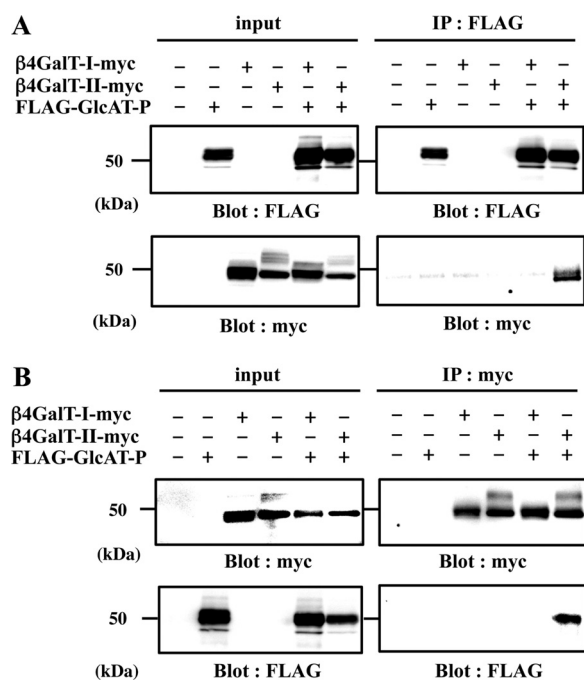 A
input IP : FLAG
β4GalT-I-myc – – + – + – – – + – + –
β4GalT-II-myc – – – + – + – – – + – +
FLAG-GlcAT-P – + – – + + – + – – + +
50
(kDa) Blot : FLAG Blot : FLAG
50
(kDa) Blot : myc Blot : myc
B
input IP : myc
β4GalT-I-myc – – + – + – – – + – + –
β4GalT-II-myc – – – + – + – – – + – +
FLAG-GlcAT-P – + – – + + – + – – + +
50
(kDa) Blot : myc Blot : myc
50
(kDa) Blot : FLAG Blot : FLAG